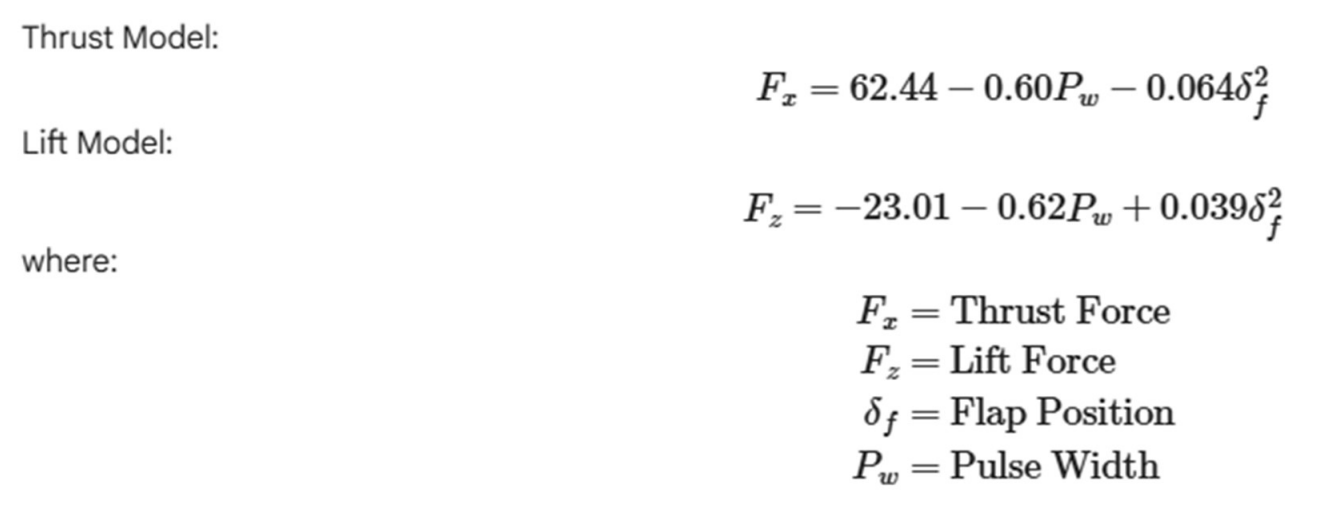 Thrust Model:
F_x = 62.44 − 0.60P_w − 0.064δ_f^2
Lift Model:
F_z = −23.01 − 0.62P_w + 0.039δ_f^2
where:
F_x = Thrust Force
F_z = Lift Force
δ_f = Flap Position
P_w = Pulse Width